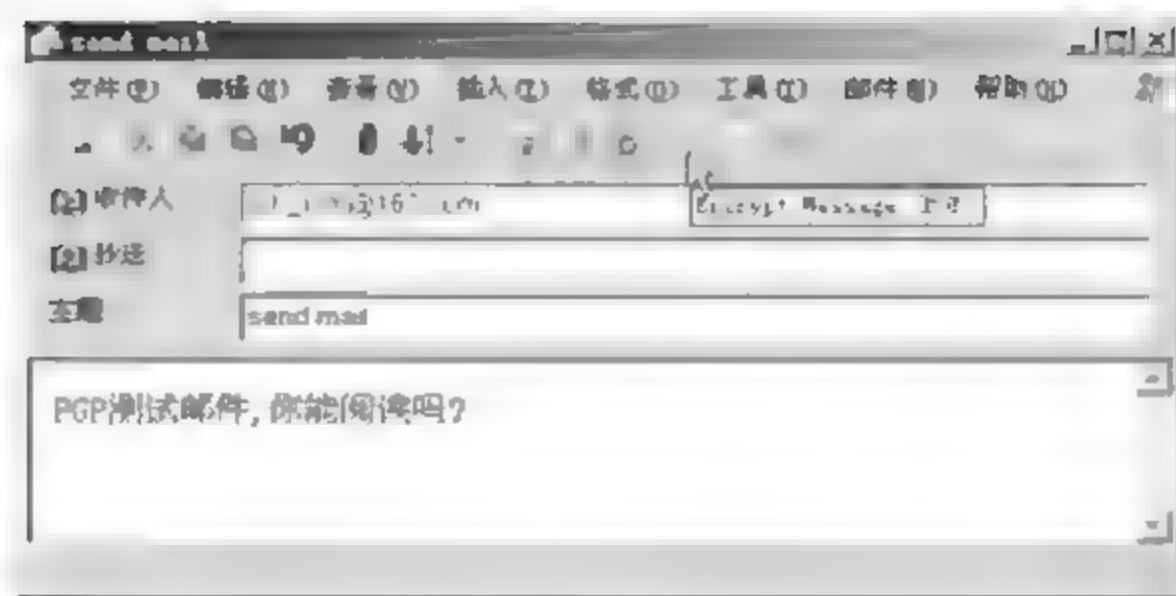 send mail
文件(F) 编辑(E) 查看(V) 插入(I) 格式(O) 工具(T) 邮件(M) 帮助(H)
收件人
Encrypt Message
抄送
主题 send mail
PGP测试邮件,你能阅读吗?